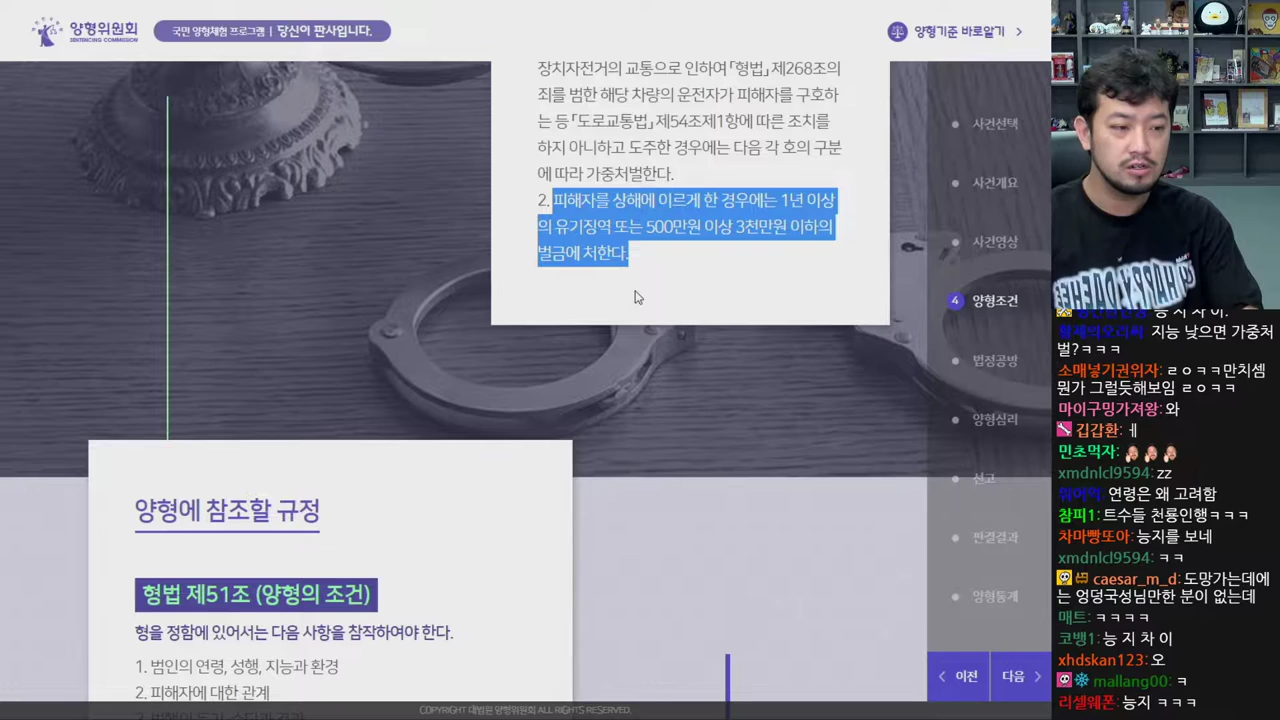 양형위원회
SENTENCING COMMISSION
국민 양형체험 프로그램 | 당신이 판사입니다.
양형기준 바로알기
장치자전거의 교통으로 인하여 「형법」 제268조의
죄를 범한 해당 차량의 운전자가 피해자를 구호하
는 등 「도로교통법」 제54조제1항에 따른 조치를
하지 아니하고 도주한 경우에는 다음 각 호의 구분
에 따라 가중처벌한다.
2. 피해자를 상해에 이르게 한 경우에는 1년 이상
의 유기징역 또는 500만원 이상 3천만원 이하의
벌금에 처한다.
사건선택
사건개요
사건영상
4 양형조건
법정공방
양형심리
선고
판결결과
양형통계
이전
다음
양형에 참조할 규정
형법 제51조 (양형의 조건)
형을 정함에 있어서는 다음 사항을 참작하여야 한다.
1. 범인의 연령, 성행, 지능과 환경
2. 피해자에 대한 관계
COPYRIGHT 대법원 양형위원회 ALL RIGHTS RESERVED.
능 지 차 이.
지능 낮으면 가중처
벌?ㅋㅋㅋ
소매넣기권위자: ㄹㅇㅋㅋ만치셈
뭔가 그럴듯해보임 ㄹㅇㅋㅋ
마이구밍가져왕: 와
깁갑환: ㅔ
민초먹자:
xmdnlcl9594: zz
연령은 왜 고려함
참피1: 트수들 천룡인행ㅋㅋㅋ
차마빵또아: 능지를 보네
xmdnlcl9594: ㅋㅋ
caesar_m_d: 도망가는데에
는 엉덩국성님만한 분이 없는데
매트: ㅋㅋㅋㅋ
코뱅1: 능 지 차 이
xhdskan123: 오
mallang00: ㅋ
리셀웨폰: 능지 ㅋㅋㅋ